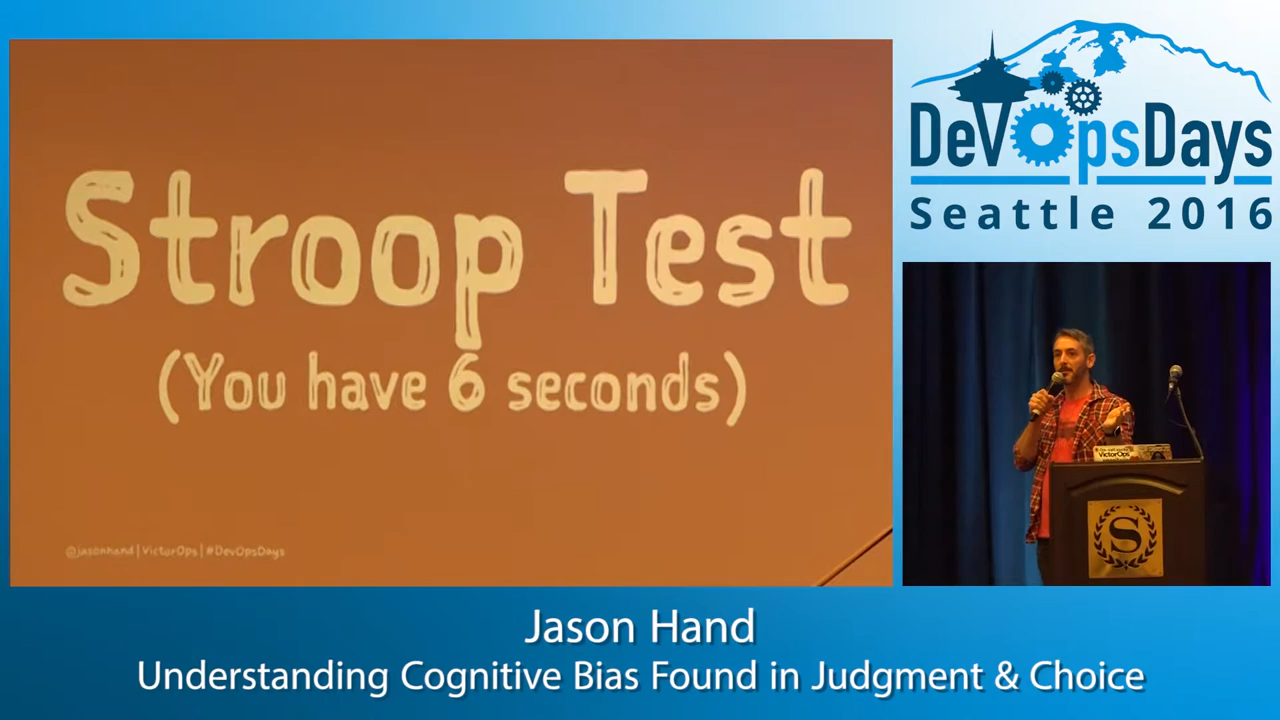 Stroop Test
(You have 6 seconds)
@jasonhand | VictorOps | #DevOpsDays
DevOpsDays
Seattle 2016
VictorOps
S
Jason Hand
Understanding Cognitive Bias Found in Judgment & Choice